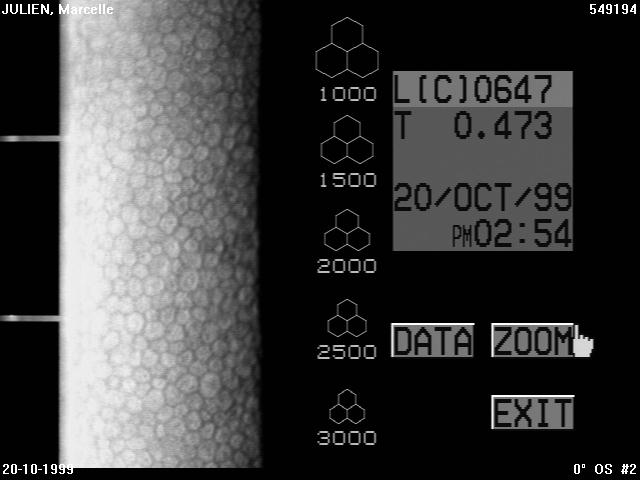 JULIEN, Marcelle
549194
1000
1500
2000
2500
3000
L[C]0647
T 0.473
20/OCT/99
PM02:54
DATA ZOOM
EXIT
20-10-1999
0° OS #2